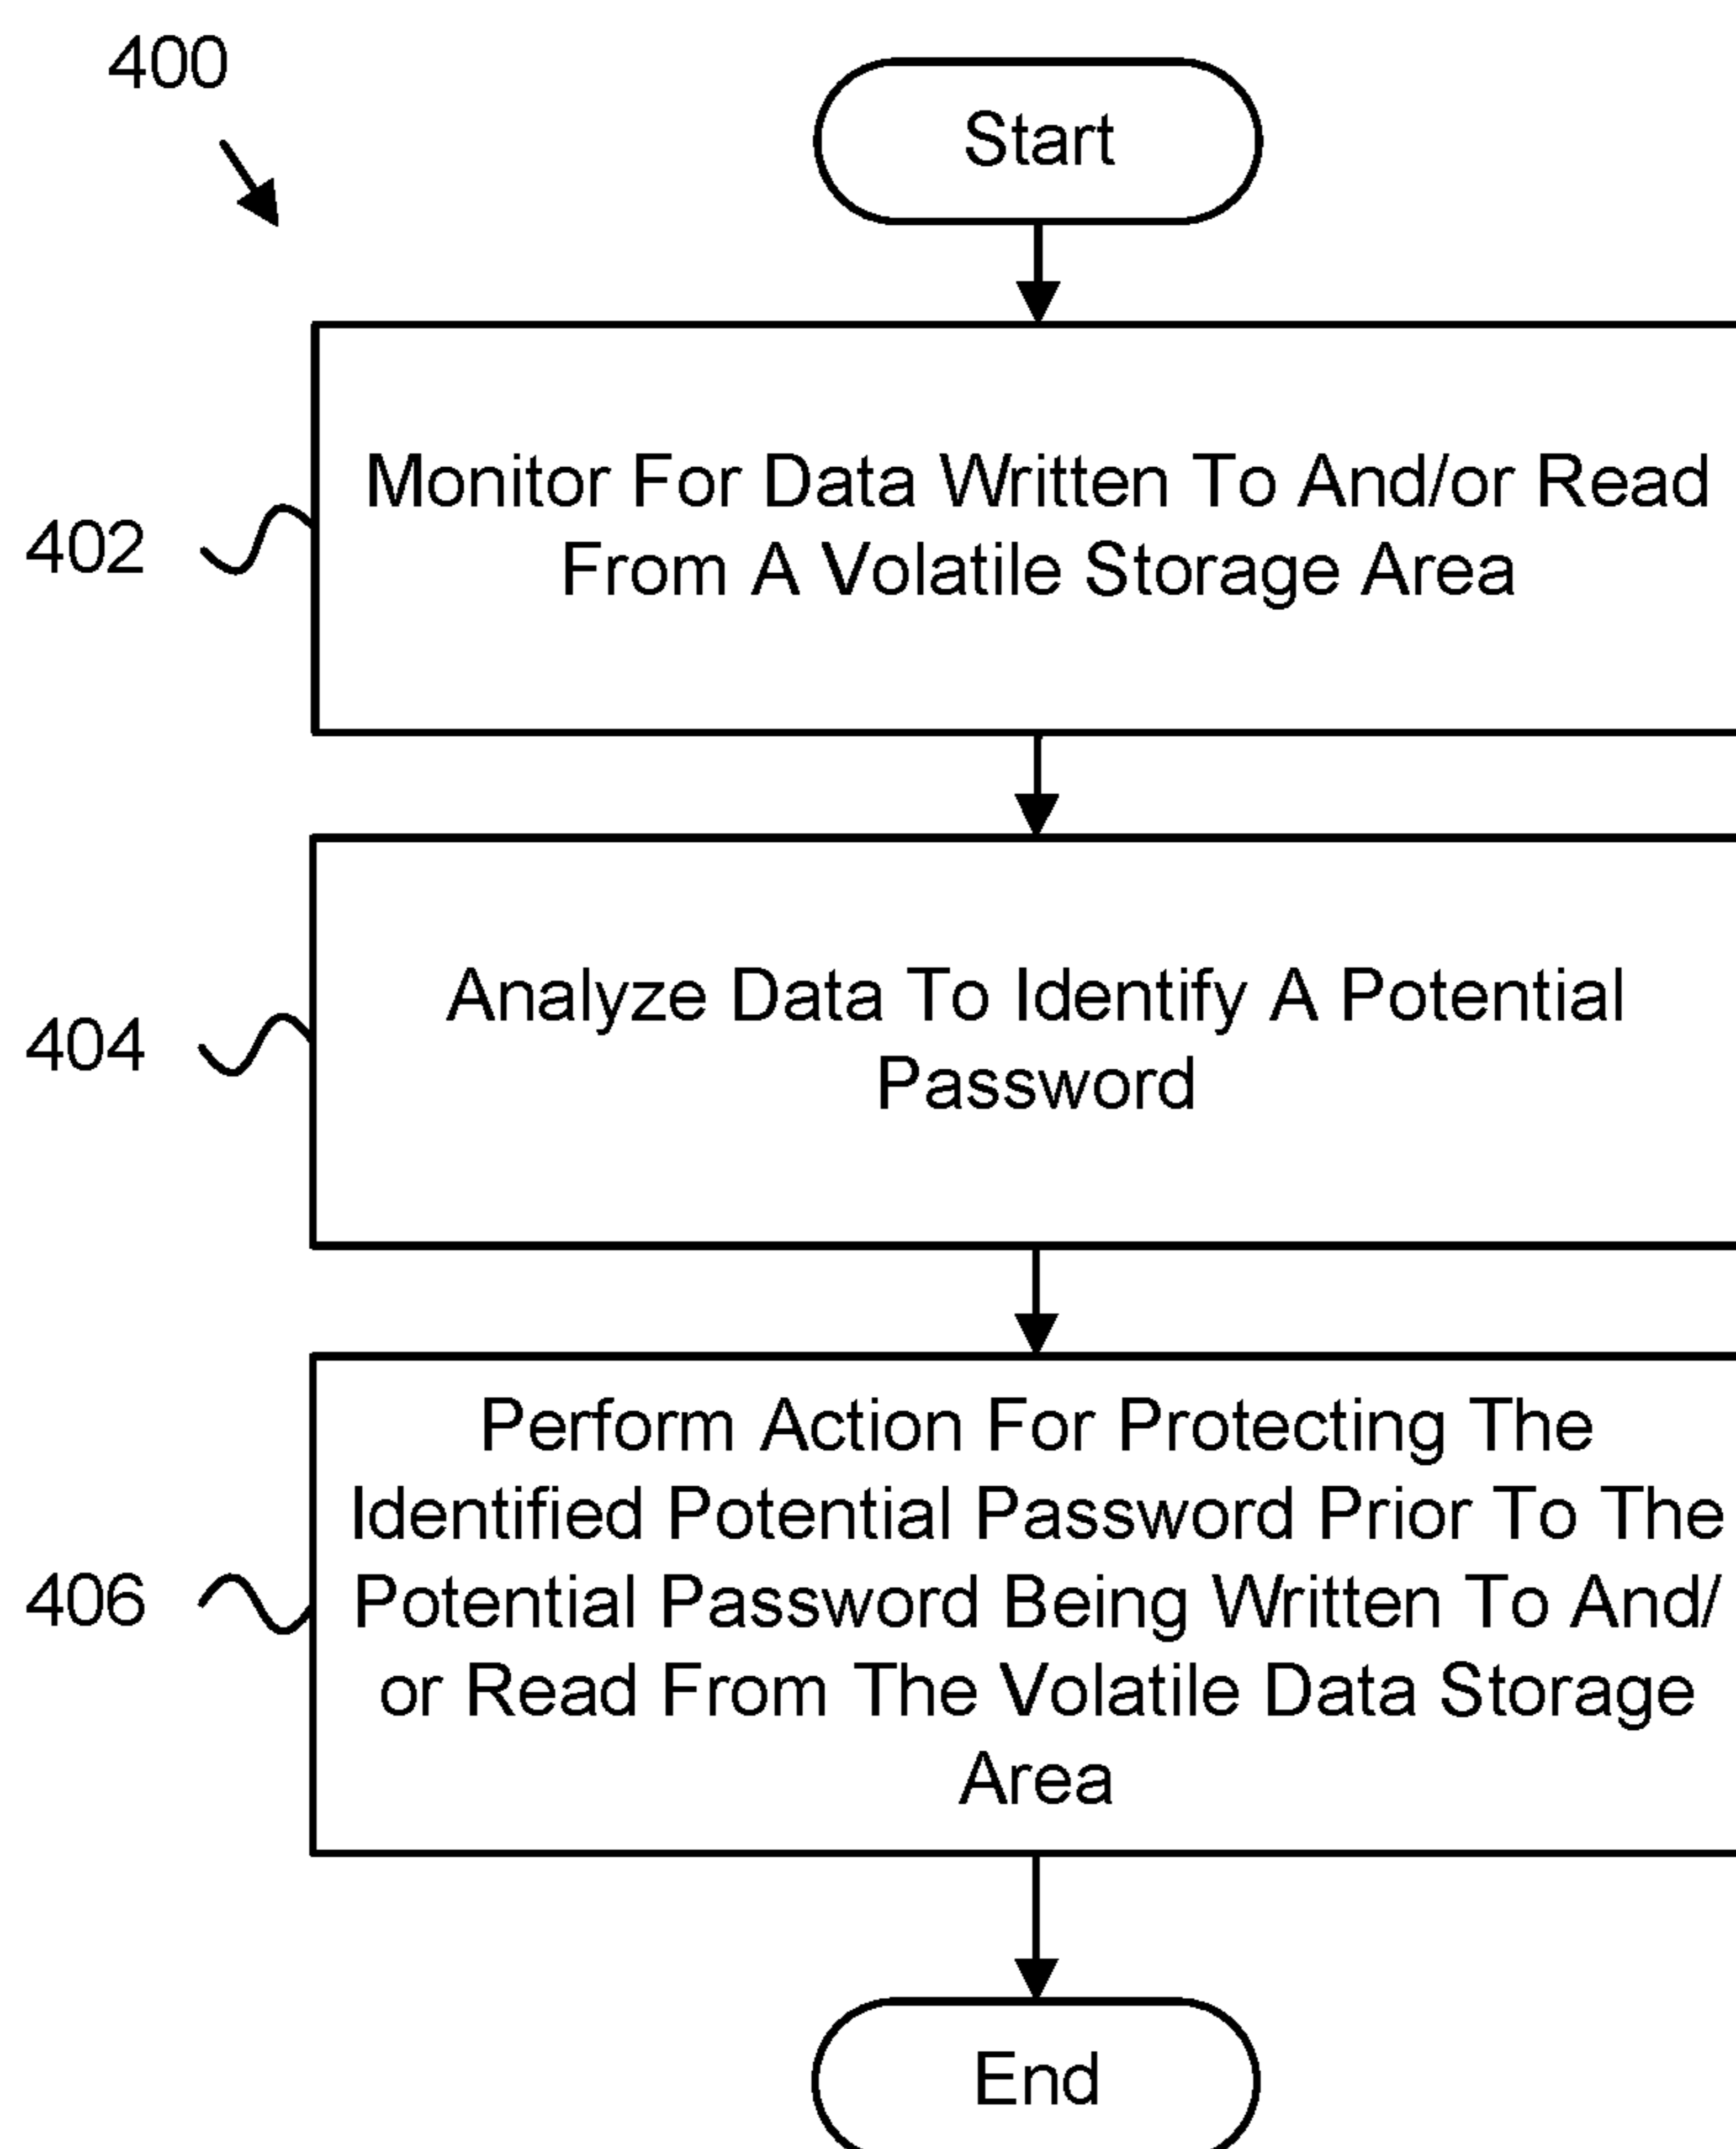 400
Start
402
Monitor For Data Written To And/or Read
From A Volatile Storage Area
404
Analyze Data To Identify A Potential
Password
406
Perform Action For Protecting The
Identified Potential Password Prior To The
Potential Password Being Written To And/
or Read From The Volatile Data Storage
Area
End